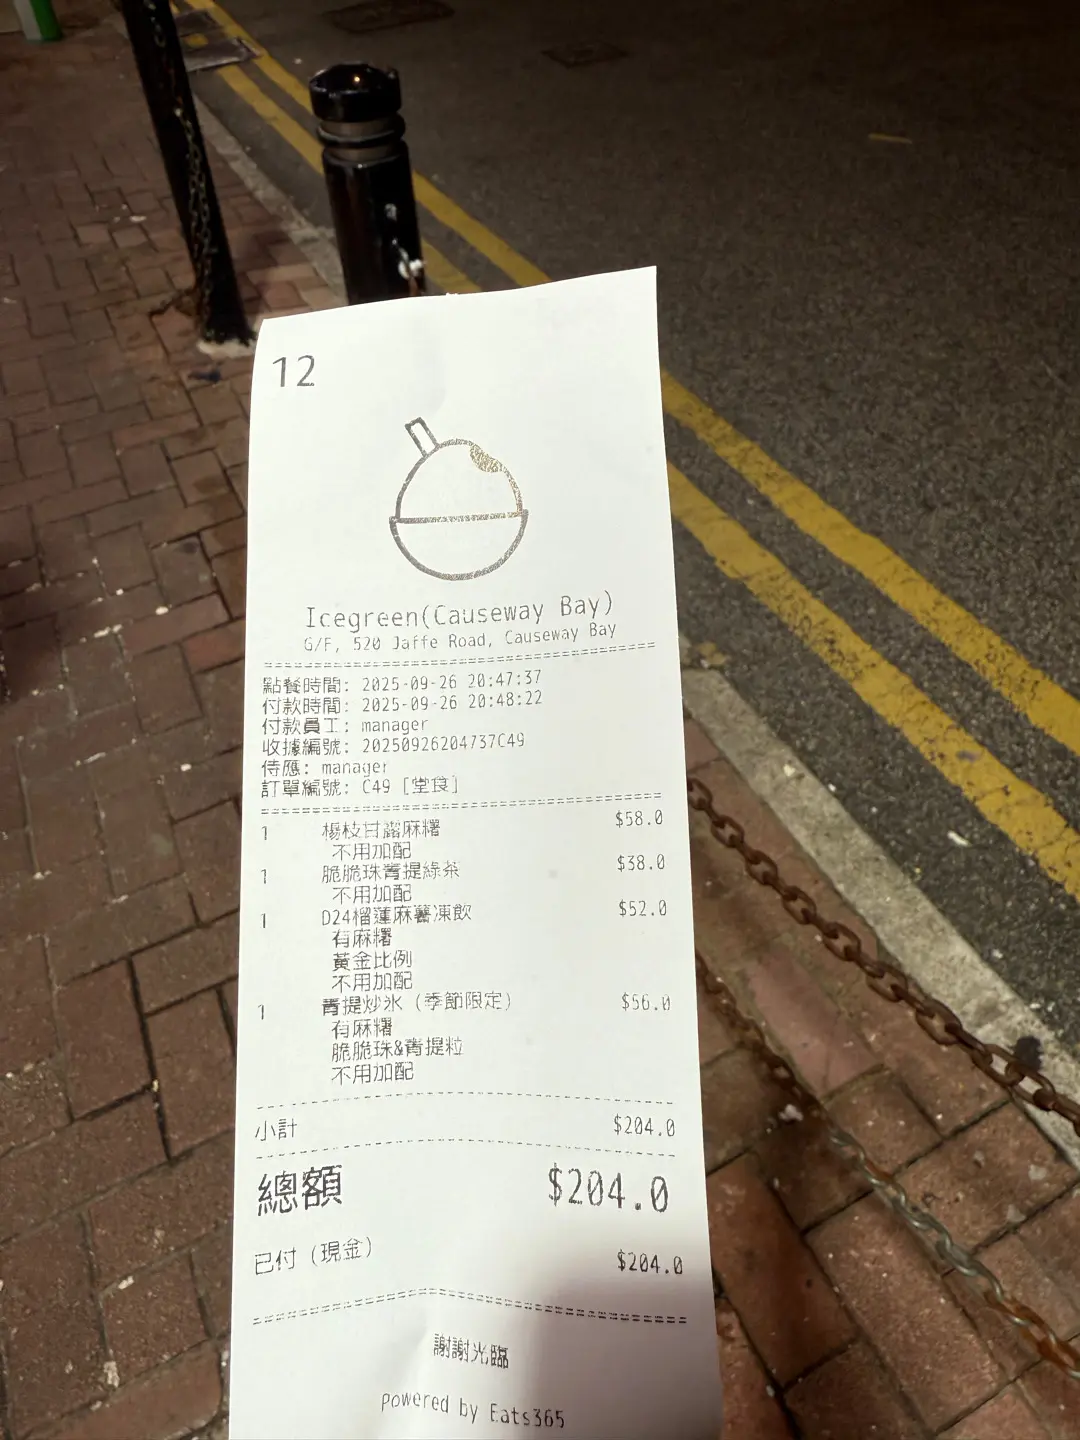 12
Icegreen(Causeway Bay)
G/F, 520 Jaffe Road, Causeway Bay
點餐時間: 2025-09-26 20:47:37
付款時間: 2025-09-26 20:48:22
付款員工: manager
收據編號: 20250926204737C49
侍應: manager
訂單編號: C49 [堂食]
1 楊枝甘露麻糬 $58.0
不用加配
1 脆脆珠青提綠茶 $38.0
不用加配
1 D24榴蓮麻薯凍飲 $52.0
有麻糬
黃金比例
不用加配
1 青提炒氷 (季節限定) $56.0
有麻糬
脆脆珠&青提粒
不用加配
小計 $204.0
總額 $204.0
已付 (現金) $204.0
謝謝光臨
powered by Eats365